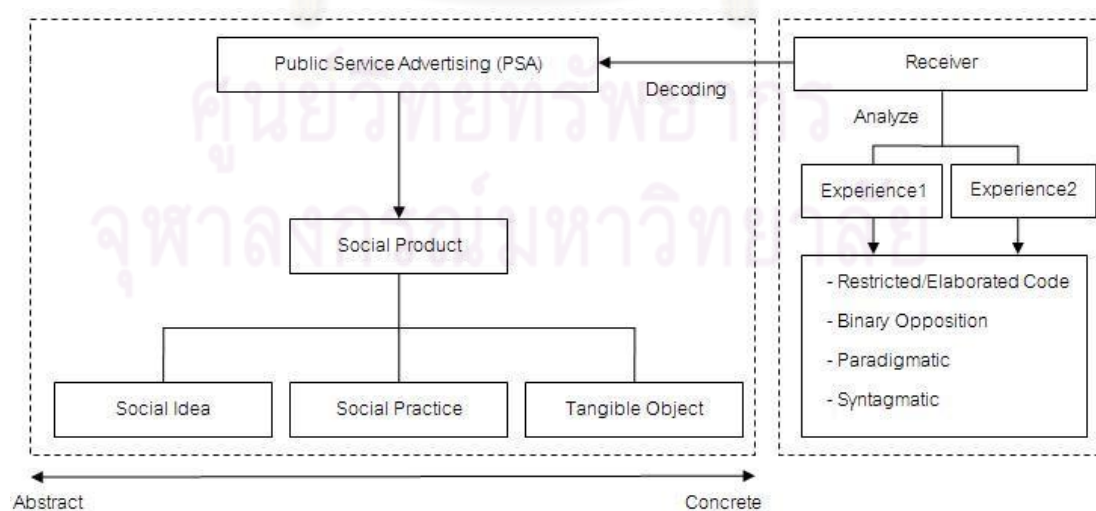 Public Service Advertising (PSA)
Receiver
Decoding
Analyze
ศูนย์วิทยทรัพยากร
Experience1
Experience2
จุฬาลงกรณ์มหาวิทยาลัย
Social Product
- Restricted/Elaborated Code
- Binary Opposition
- Paradigmatic
- Syntagmatic
Social Idea
Social Practice
Tangible Object
Abstract
Concrete